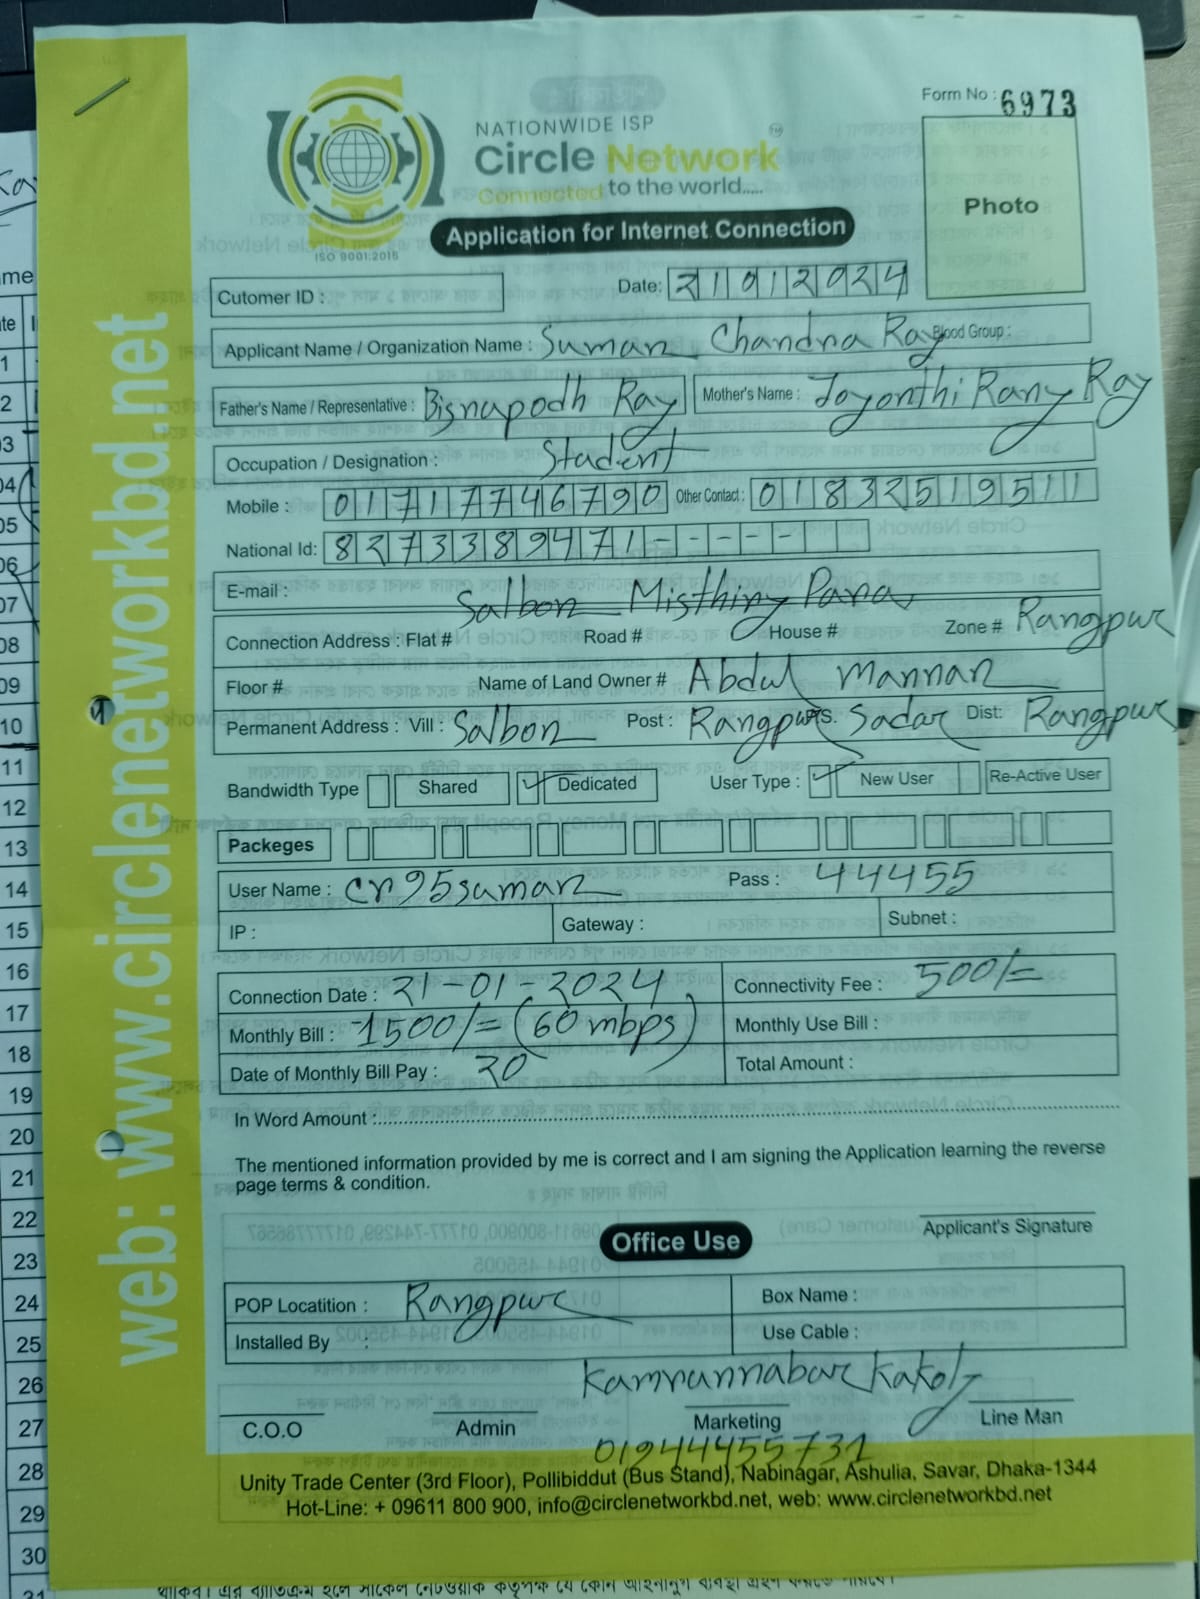 Form No : 6973
NATIONWIDE ISP
Circle Network
Connected to the world.....
Photo
Application for Internet Connection
ISO 9001:2015
Cutomer ID :
Date: 21012024
Applicant Name / Organization Name : Suman Chandra Ray Blood Group :
Father's Name / Representative : Bisnupodh Ray Mother's Name : Joyonthi Rany Ray
Occupation / Designation : Student
Mobile : 01717746790 Other Contact : 01832519511
National Id: 8273389471-----
E-mail :
Salbon Misthiry Para
Connection Address : Flat # Road # House # Zone # Rangpur
Floor # Name of Land Owner # Abdul Mannan
Permanent Address : Vill : Salbon Post : Rangpur P.S. Sadar Dist: Rangpur
Bandwidth Type Shared Dedicated User Type : New User Re-Active User
Packeges
User Name : cr95suman Pass : 44455
IP : Gateway : Subnet :
Connection Date : 21-01-2024 Connectivity Fee : 500/=
Monthly Bill : 1500/= (60 mbps) Monthly Use Bill :
Date of Monthly Bill Pay : 20 Total Amount :
In Word Amount :
The mentioned information provided by me is correct and I am signing the Application learning the reverse
page terms & condition.
Applicant's Signature
Office Use
POP Locatition : Rangpur Box Name :
Installed By : Use Cable :
Kamrunnahar Kakoly
C.O.O Admin Marketing Line Man
01944455731
Unity Trade Center (3rd Floor), Pollibiddut (Bus Stand), Nabinagar, Ashulia, Savar, Dhaka-1344
Hot-Line: + 09611 800 900, info@circlenetworkbd.net, web: www.circlenetworkbd.net
web: www.circlenetworkbd.net